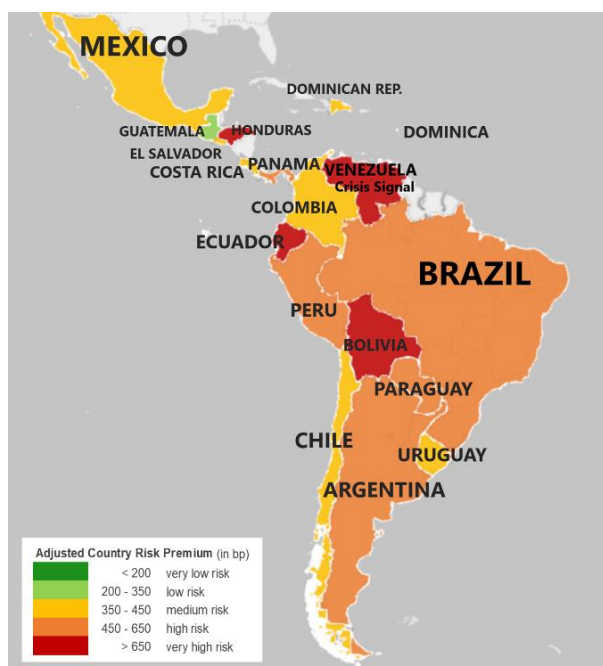 MEXICO
DOMINICAN REP.
GUATEMALA
HONDURAS
DOMINICA
EL SALVADOR
PANAMA
COSTA RICA
VENEZUELA
Crisis Signal
COLOMBIA
ECUADOR
BRAZIL
PERU
BOLIVIA
PARAGUAY
CHILE
URUGUAY
ARGENTINA
Adjusted Country Risk Premium (in bp)
< 200 very low risk
200 - 350 low risk
350 - 450 medium risk
450 - 650 high risk
> 650 very high risk